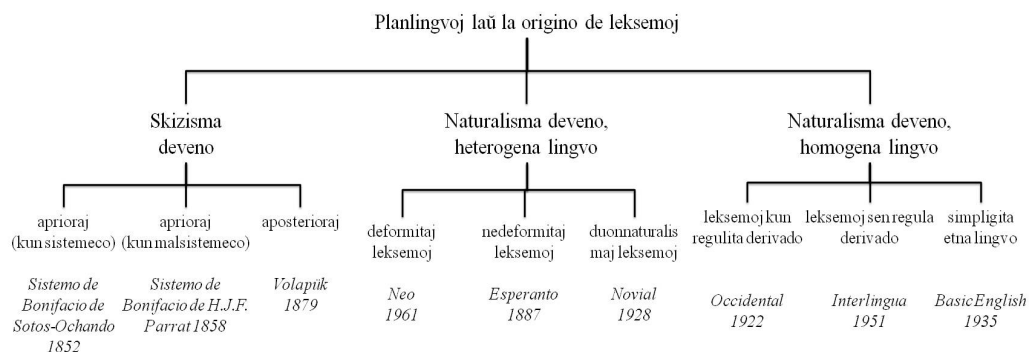 Planlingvoj laŭ la origino de leksemoj
Skizisma
deveno
Naturalisma deveno,
heterogena lingvo
Naturalisma deveno,
homogena lingvo
aprioraj
(kun sistemeco)
aprioraj
(kun malsistemeco)
aposterioraj
deformitaj
leksemoj
nedeformitaj
leksemoj
duonnaturalis
maj leksemoj
leksemoj kun
regulita derivado
leksemoj sen regula
derivado
simpligita
etna lingvo
Sistemo de
Bonifacio de
Sotos-Ochando
1852
Sistemo de
Bonifacio de H.J.F.
Parrat 1858
Volapük
1879
Neo
1961
Esperanto
1887
Novial
1928
Occidental
1922
Interlingua
1951
Basic English
1935